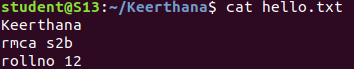 student@S13:~/Keerthana$ cat hello.txt
Keerthana
rmca s2b
rollno 12